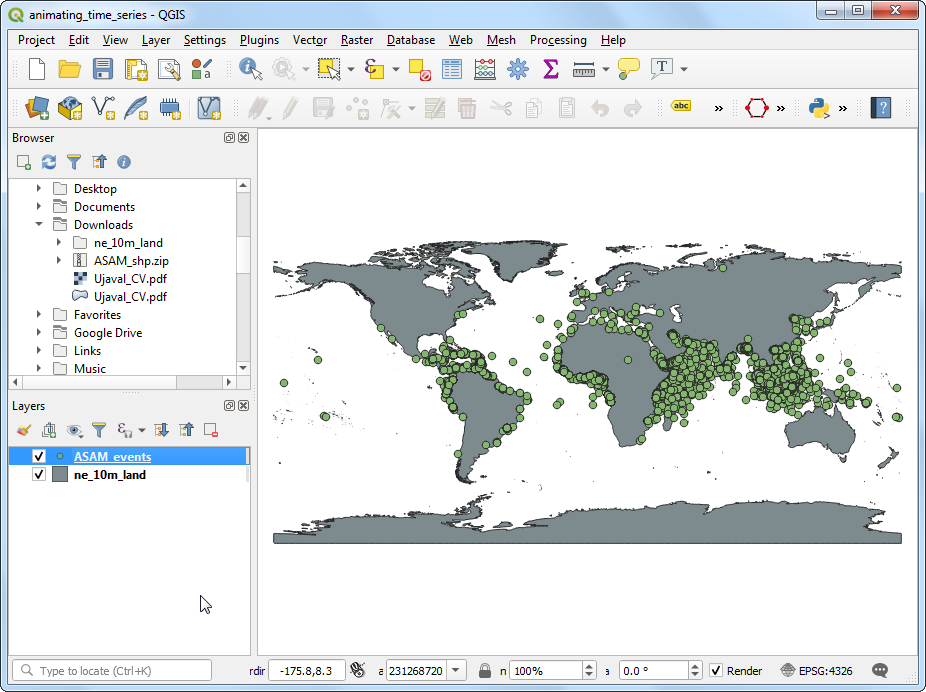 animating_time_series - QGIS
Project Edit View Layer Settings Plugins Vector Raster Database Web Mesh Processing Help
a
ε
Σ
T
abc » » » ?
Browser
Desktop
Documents
Downloads
ne_10m_land
ASAM_shp.zip
Ujaval_CV.pdf
Ujaval_CV.pdf
Favorites
Google Drive
Links
Music
Layers
ASAM_events
ne_10m_land
Type to locate (Ctrl+K) rdir -175.8,8.3 a 231268720 n 100% a 0.0 ° Render EPSG:4326